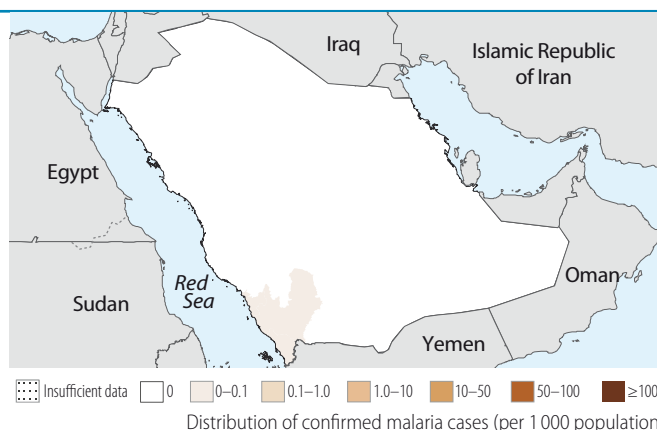 Iraq
Islamic Republic
of Iran
Egypt
Red
Sea
Oman
Sudan
Yemen
Insufficient data 0 0–0.1 0.1–1.0 1.0–10 10–50 50–100 ≥100
Distribution of confirmed malaria cases (per 1 000 population